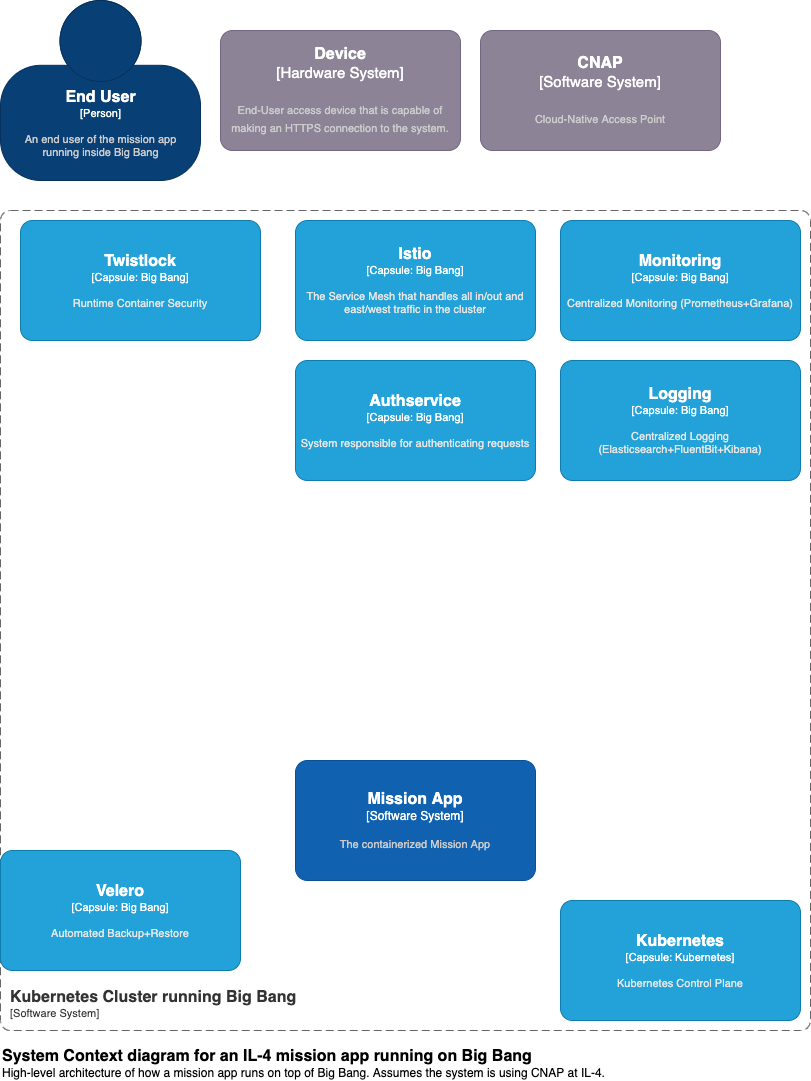 End User
[Person]
An end user of the mission app
running inside Big Bang
Device
[Hardware System]
End-User access device that is capable of
making an HTTPS connection to the system.
CNAP
[Software System]
Cloud-Native Access Point
Twistlock
[Capsule: Big Bang]
Runtime Container Security
Istio
[Capsule: Big Bang]
The Service Mesh that handles all in/out and
east/west traffic in the cluster
Monitoring
[Capsule: Big Bang]
Centralized Monitoring (Prometheus+Grafana)
Authservice
[Capsule: Big Bang]
System responsible for authenticating requests
Logging
[Capsule: Big Bang]
Centralized Logging
(Elasticsearch+FluentBit+Kibana)
Mission App
[Software System]
The containerized Mission App
Velero
[Capsule: Big Bang]
Automated Backup+Restore
Kubernetes
[Capsule: Kubernetes]
Kubernetes Control Plane
Kubernetes Cluster running Big Bang
[Software System]
System Context diagram for an IL-4 mission app running on Big Bang
High-level architecture of how a mission app runs on top of Big Bang. Assumes the system is using CNAP at IL-4.